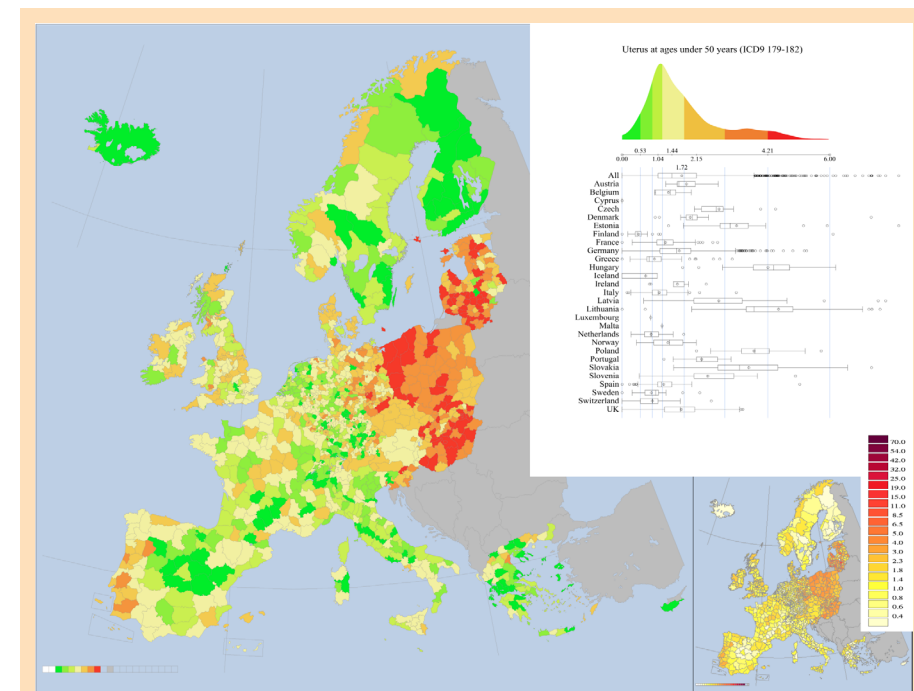 Uterus at ages under 50 years (ICD9 179-182)
0.53 1.44 4.21
0.00 1.04 2.15 6.00
1.72
All
Austria
Belgium
Cyprus
Czech
Denmark
Estonia
Finland
France
Germany
Greece
Hungary
Iceland
Ireland
Italy
Latvia
Lithuania
Luxembourg
Malta
Netherlands
Norway
Poland
Portugal
Slovakia
Slovenia
Spain
Sweden
Switzerland
UK
70.0
54.0
42.0
32.0
25.0
19.0
15.0
11.0
8.5
6.5
5.0
4.0
3.0
2.3
1.8
1.4
1.0
0.8
0.6
0.4